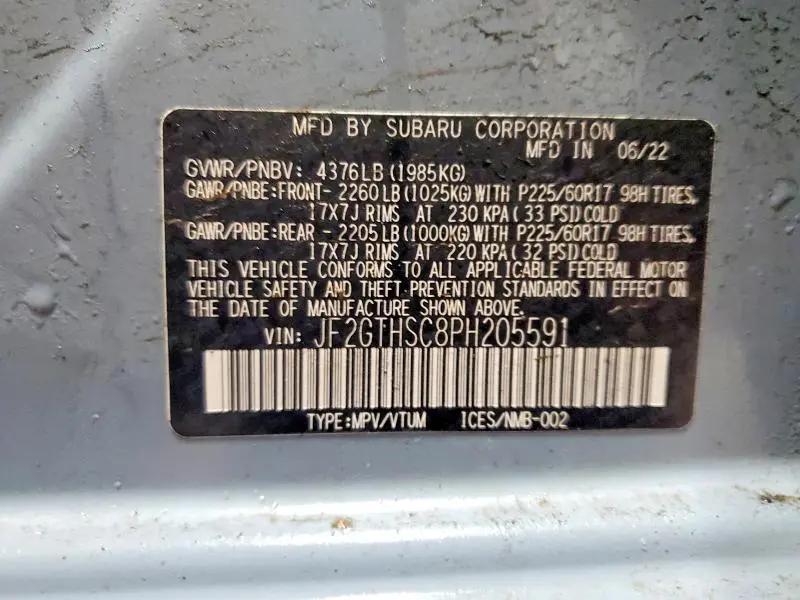 MFD BY SUBARU CORPORATION
MFD IN 06/22
GVWR/PNBV: 4376LB (1985KG)
GAWR/PNBE:FRONT- 2260LB (1025KG) WITH P225/60R17 98H TIRES,
17X7J RIMS AT 230 KPA( 33 PSI) COLD
GAWR/PNBE:REAR - 2205LB (1000KG) WITH P225/60R17 98H TIRES,
17X7J RIMS AT 220 KPA( 32 PSI) COLD
THIS VEHICLE CONFORMS TO ALL APPLICABLE FEDERAL MOTOR
VEHICLE SAFETY AND THEFT PREVENTION STANDARDS IN EFFECT ON
THE DATE OF MANUFACTURE SHOWN ABOVE.
VIN: JF2GTHSC8PH205591
TYPE:MPV/VTUM ICES/NMB-002